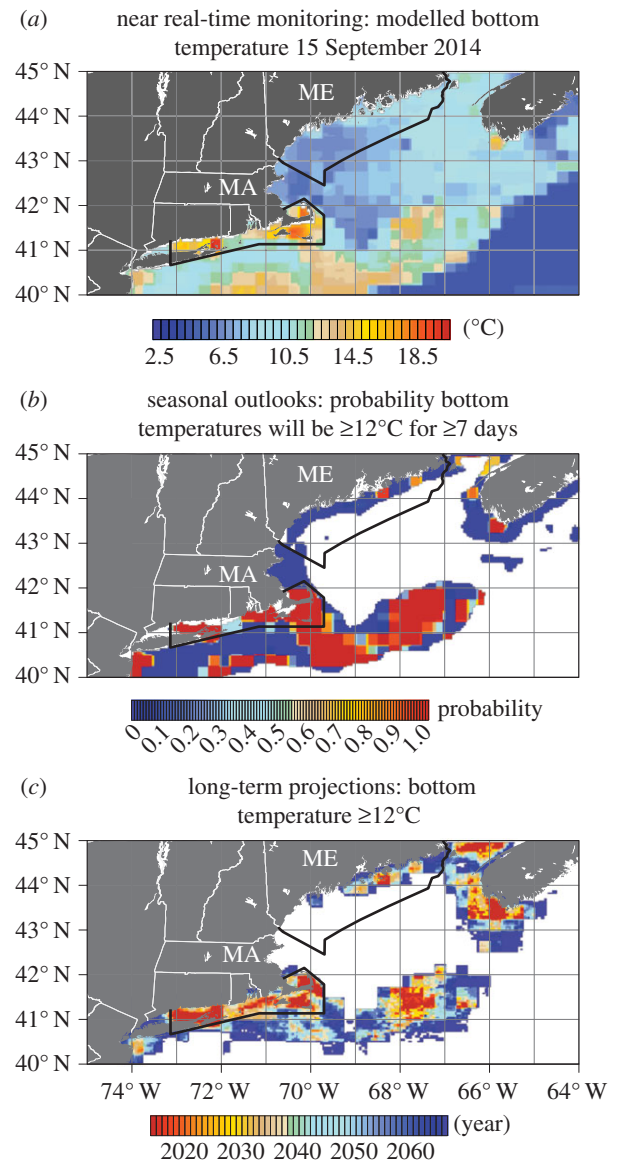 (a) near real-time monitoring: modelled bottom
temperature 15 September 2014
45° N
44° N
43° N
42° N
41° N
40° N
ME
MA
(°C)
2.5 6.5 10.5 14.5 18.5
(b) seasonal outlooks: probability bottom
temperatures will be ≥12°C for ≥7 days
45° N
44° N
43° N
42° N
41° N
40° N
ME
MA
probability
0 0.1 0.2 0.3 0.4 0.5 0.6 0.7 0.8 0.9 1.0
(c) long-term projections: bottom
temperature ≥12°C
45° N
44° N
43° N
42° N
41° N
40° N
ME
MA
74° W 72° W 70° W 68° W 66° W 64° W
(year)
2020 2030 2040 2050 2060